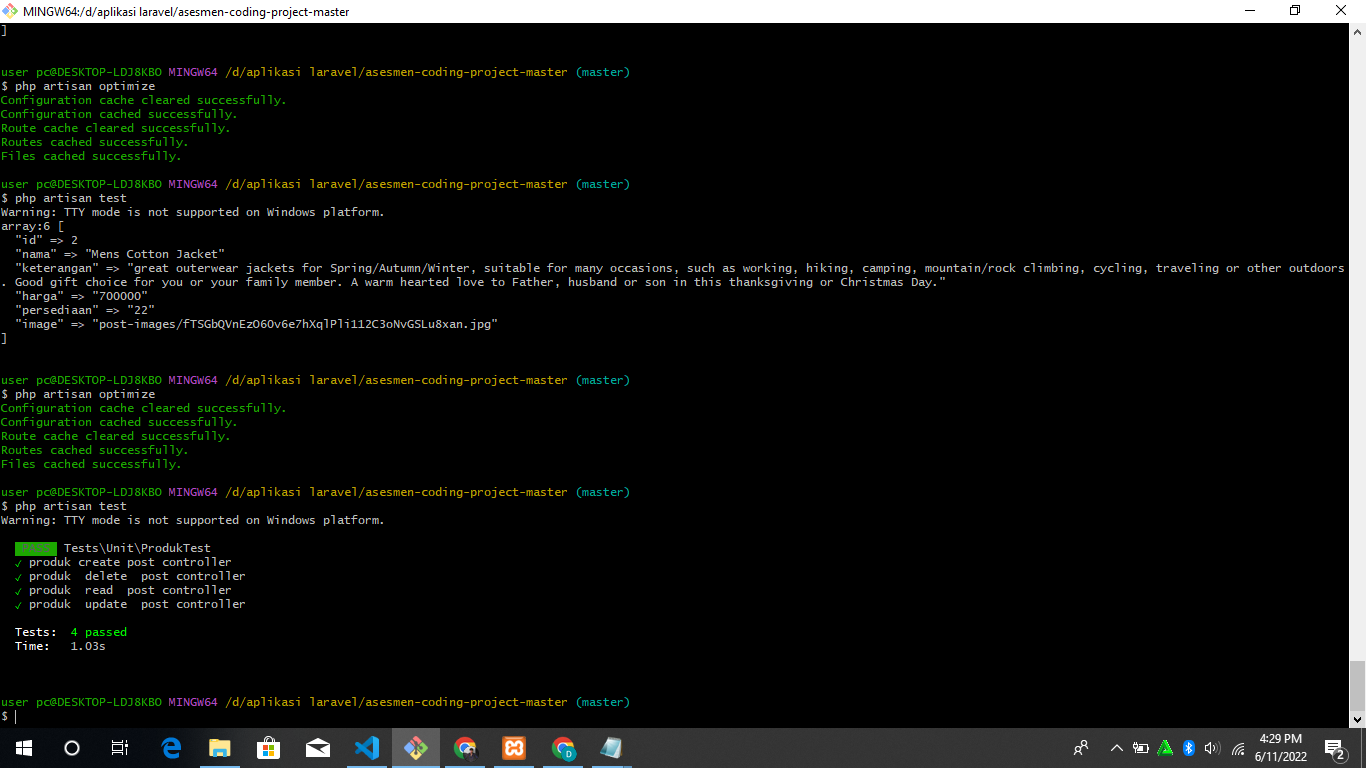 MINGW64:/d/aplikasi laravel/asesmen-coding-project-master
]
user pc@DESKTOP-LDJ8KBO MINGW64 /d/aplikasi laravel/asesmen-coding-project-master (master)
$ php artisan optimize
Configuration cache cleared successfully.
Configuration cached successfully.
Route cache cleared successfully.
Routes cached successfully.
Files cached successfully.
user pc@DESKTOP-LDJ8KBO MINGW64 /d/aplikasi laravel/asesmen-coding-project-master (master)
$ php artisan test
Warning: TTY mode is not supported on Windows platform.
array:6 [
"id" => 2
"nama" => "Mens Cotton Jacket"
"keterangan" => "great outerwear jackets for Spring/Autumn/Winter, suitable for many occasions, such as working, hiking, camping, mountain/rock climbing, cycling, traveling or other outdoors
. Good gift choice for you or your family member. A warm hearted love to Father, husband or son in this thanksgiving or Christmas Day."
"harga" => "700000"
"persediaan" => "22"
"image" => "post-images/fTSGbQVnEzO6Ov6e7hXqlPli112C3oNvGSLu8xan.jpg"
]
user pc@DESKTOP-LDJ8KBO MINGW64 /d/aplikasi laravel/asesmen-coding-project-master (master)
$ php artisan optimize
Configuration cache cleared successfully.
Configuration cached successfully.
Route cache cleared successfully.
Routes cached successfully.
Files cached successfully.
user pc@DESKTOP-LDJ8KBO MINGW64 /d/aplikasi laravel/asesmen-coding-project-master (master)
$ php artisan test
Warning: TTY mode is not supported on Windows platform.
PASS Tests\Unit\ProdukTest
✓ produk create post controller
✓ produk delete post controller
✓ produk read post controller
✓ produk update post controller
Tests: 4 passed
Time: 1.03s
user pc@DESKTOP-LDJ8KBO MINGW64 /d/aplikasi laravel/asesmen-coding-project-master (master)
$
4:29 PM
6/11/2022
2